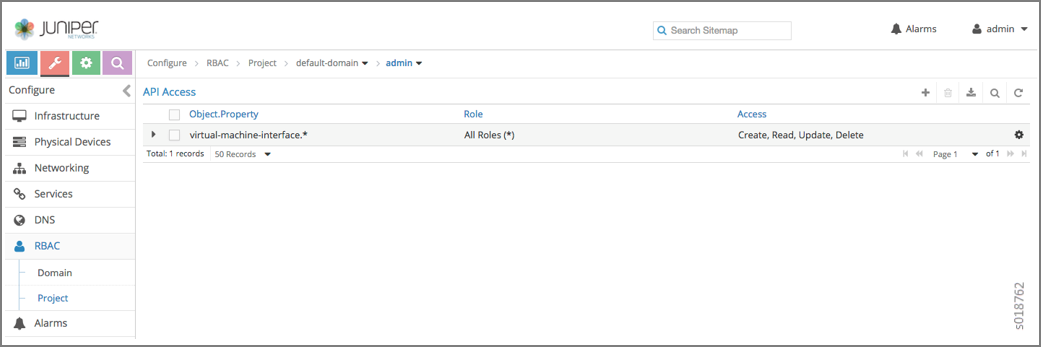 JUNIPER
NETWORKS
Search Sitemap
Alarms
admin
Configure > RBAC > Project > default-domain > admin
Configure
Infrastructure
Physical Devices
Networking
Services
DNS
RBAC
Domain
Project
Alarms
API Access
Object.Property Role Access
virtual-machine-interface.* All Roles (*) Create, Read, Update, Delete
Total: 1 records 50 Records Page 1 of 1
s018762